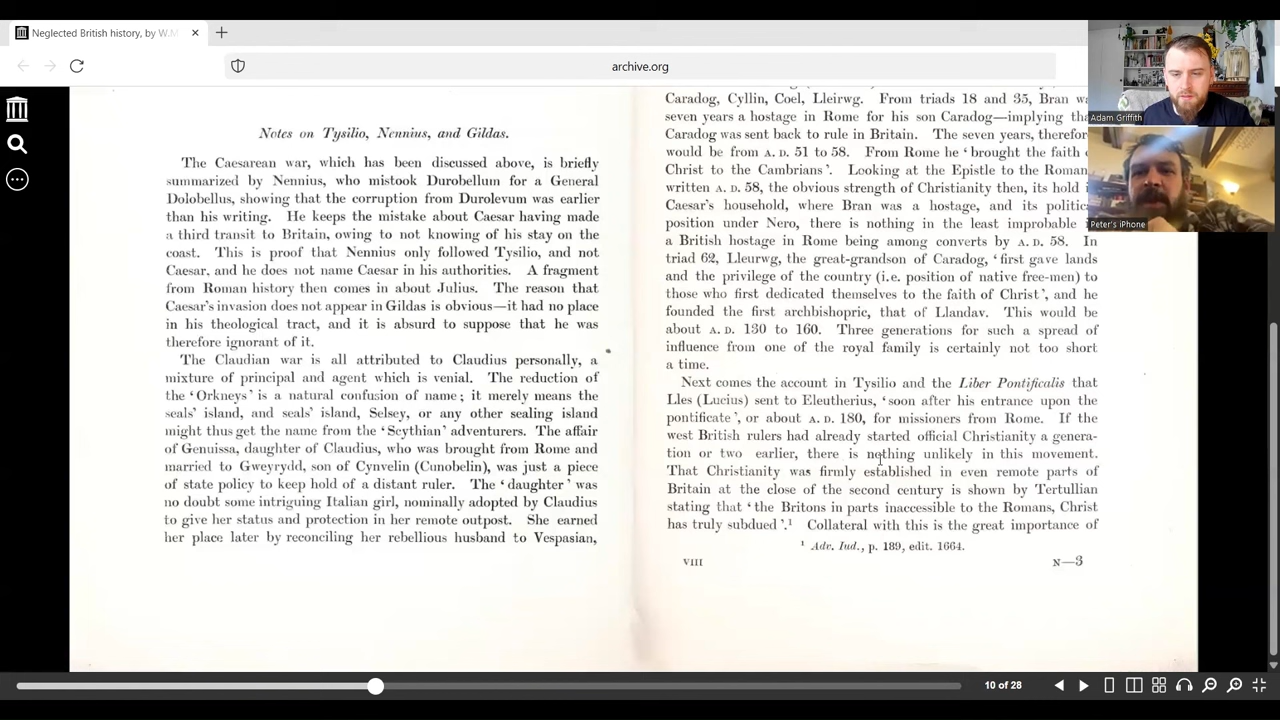 Neglected British history, by W.M
archive.org
Adam Griffith
Peter's iPhone
Notes on Tysilio, Nennius, and Gildas.
The Caesarean war, which has been discussed above, is briefly
summarized by Nennius, who mistook Durobellum for a General
Dolobellus, showing that the corruption from Durolevum was earlier
than his writing. He keeps the mistake about Caesar having made
a third transit to Britain, owing to not knowing of his stay on the
coast. This is proof that Nennius only followed Tysilio, and not
Caesar, and he does not name Caesar in his authorities. A fragment
from Roman history then comes in about Julius. The reason that
Caesar's invasion does not appear in Gildas is obvious—it had no place
in his theological tract, and it is absurd to suppose that he was
therefore ignorant of it.
The Claudian war is all attributed to Claudius personally, a
mixture of principal and agent which is venial. The reduction of
the 'Orkneys' is a natural confusion of name; it merely means the
seals' island, and seals' island, Selsey, or any other sealing island
might thus get the name from the 'Scythian' adventurers. The affair
of Genuissa, daughter of Claudius, who was brought from Rome and
married to Gweyrydd, son of Cynvelin (Cunobelin), was just a piece
of state policy to keep hold of a distant ruler. The 'daughter' was
no doubt some intriguing Italian girl, nominally adopted by Claudius
to give her status and protection in her remote outpost. She earned
her place later by reconciling her rebellious husband to Vespasian,
Caradog, Cyllin, Coel, Lleirwg. From triads 18 and 35, Bran
seven years a hostage in Rome for his son Caradog—implying
Caradog was sent back to rule in Britain. The seven years,
would be from A. D. 51 to 58. From Rome he 'brought the faith
Christ to the Cambrians'. Looking at the Epistle to the
written A. D. 58, the obvious strength of Christianity then, its hold
Caesar's household, where Bran was a hostage, and its
position under Nero, there is nothing in the least improbable
a British hostage in Rome being among converts by A. D. 58. In
triad 62, Lleurwg, the great-grandson of Caradog, 'first gave lands
and the privilege of the country (i.e. position of native free-men) to
those who first dedicated themselves to the faith of Christ', and he
founded the first archbishopric, that of Llandav. This would be
about A. D. 130 to 160. Three generations for such a spread of
influence from one of the royal family is certainly not too short
a time.
Next comes the account in Tysilio and the Liber Pontificalis that
Lles (Lucius) sent to Eleutherius, 'soon after his entrance upon the
pontificate', or about A. D. 180, for missioners from Rome. If the
west British rulers had already started official Christianity a genera-
tion or two earlier, there is nothing unlikely in this movement.
That Christianity was firmly established in even remote parts of
Britain at the close of the second century is shown by Tertullian
stating that 'the Britons in parts inaccessible to the Romans, Christ
has truly subdued'.¹ Collateral with this is the great importance of
¹ Adv. Iud., p. 189, edit. 1664.
VIII
N—3
10 of 28